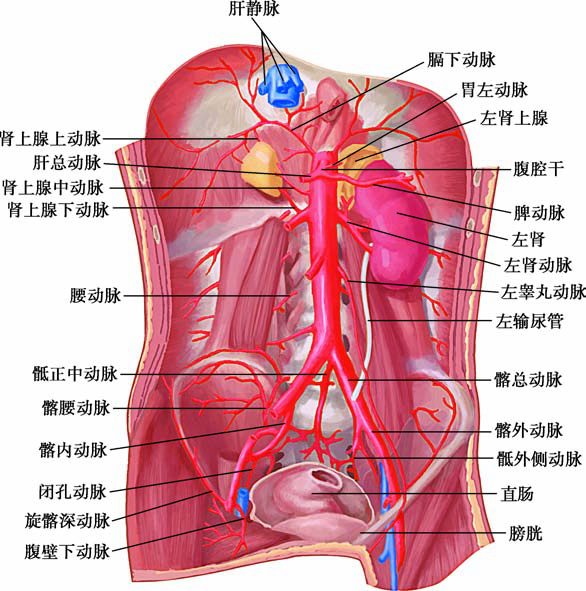 肝静脉
膈下动脉
胃左动脉
左肾上腺
肾上腺上动脉
肝总动脉
腹腔干
肾上腺中动脉
脾动脉
肾上腺下动脉
左肾
左肾动脉
腰动脉
左睾丸动脉
左输尿管
骶正中动脉
髂总动脉
髂腰动脉
髂外动脉
髂内动脉
骶外侧动脉
闭孔动脉
直肠
旋髂深动脉
膀胱
腹壁下动脉